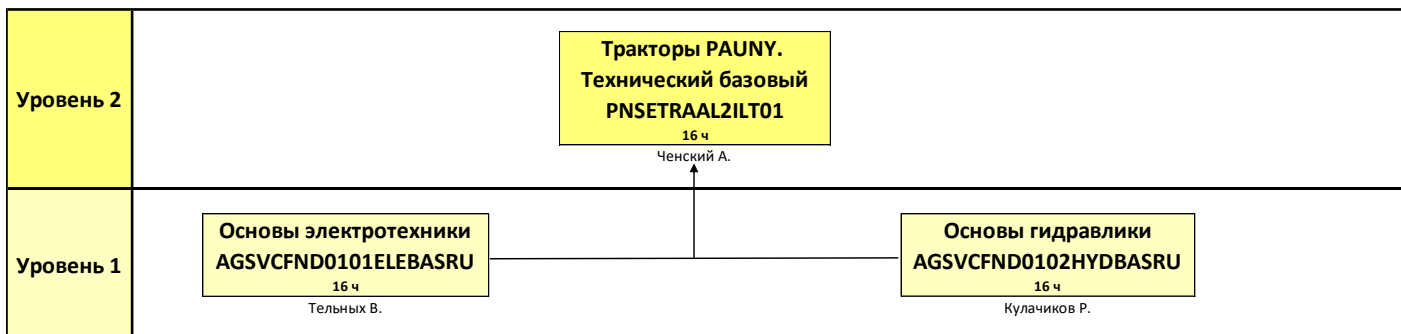 Уровень 2
Тракторы PAUNY.
Технический базовый
PNSETRAAL2ILT01
16 ч
Ченский А.
Уровень 1
Основы электротехники
AGSVCFND0101ELEBASRU
16 ч
Тельных В.
Основы гидравлики
AGSVCFND0102HYDBASRU
16 ч
Кулачиков Р.